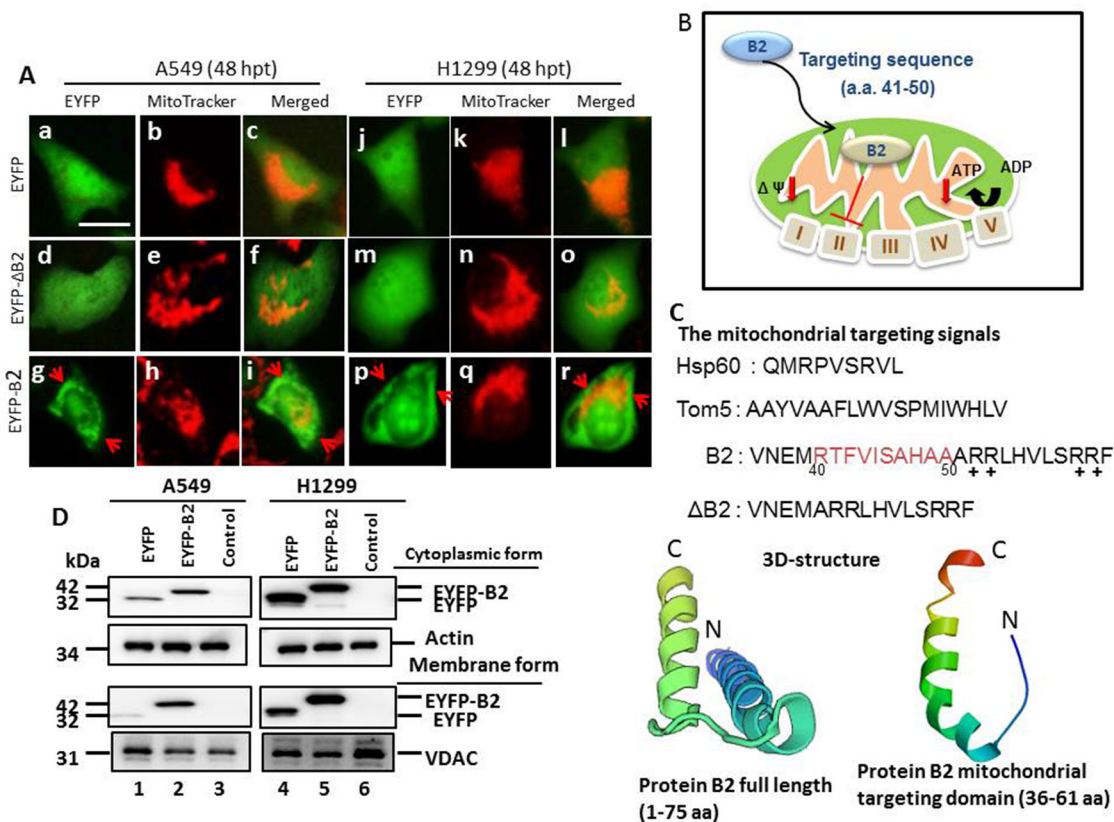 A
A549 (48 hpt)
H1299 (48 hpt)
EYFP
MitoTracker
Merged
EYFP
MitoTracker
Merged
EYFP
a
b
c
j
k
l
EYFP-ΔB2
d
e
f
m
n
o
EYFP-B2
g
h
i
p
q
r
B
B2
Targeting sequence
(a.a. 41-50)
B2
Δ Ψ
ATP
ADP
I
II
III
IV
V
C
The mitochondrial targeting signals
Hsp60 : QMRPVSRVL
Tom5 : AAYVAAFLWVSPMIWHLV
B2 : VNEMRTFVISAHAAARRLHVLSRRF
40
50
+ +
+ +
ΔB2 : VNEMARRLHVLSRRF
3D-structure
C
N
Protein B2 full length
(1-75 aa)
C
N
Protein B2 mitochondrial
targeting domain (36-61 aa)
D
A549
H1299
kDa
EYFP
EYFP-B2
Control
EYFP
EYFP-B2
Control
Cytoplasmic form
42
32
EYFP-B2
EYFP
34
Actin
Membrane form
42
32
EYFP-B2
EYFP
31
VDAC
1
2
3
4
5
6